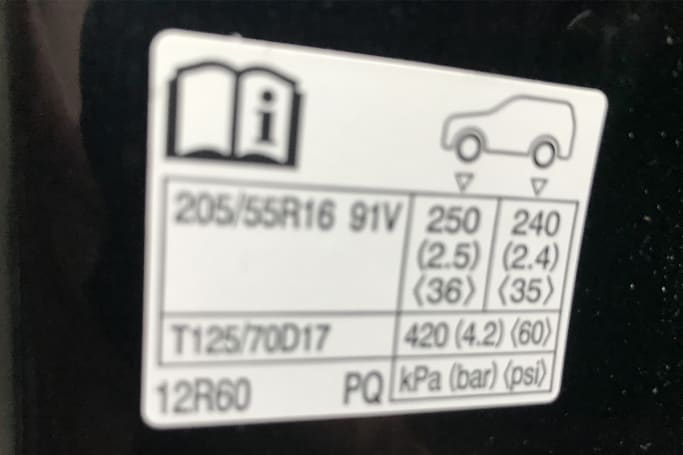 205/55R16 91V 250 240
(2.5) (2.4)
〈36〉 〈35〉
T125/70D17 420 (4.2) 〈60〉
12R60 PQ kPa (bar) 〈psi〉